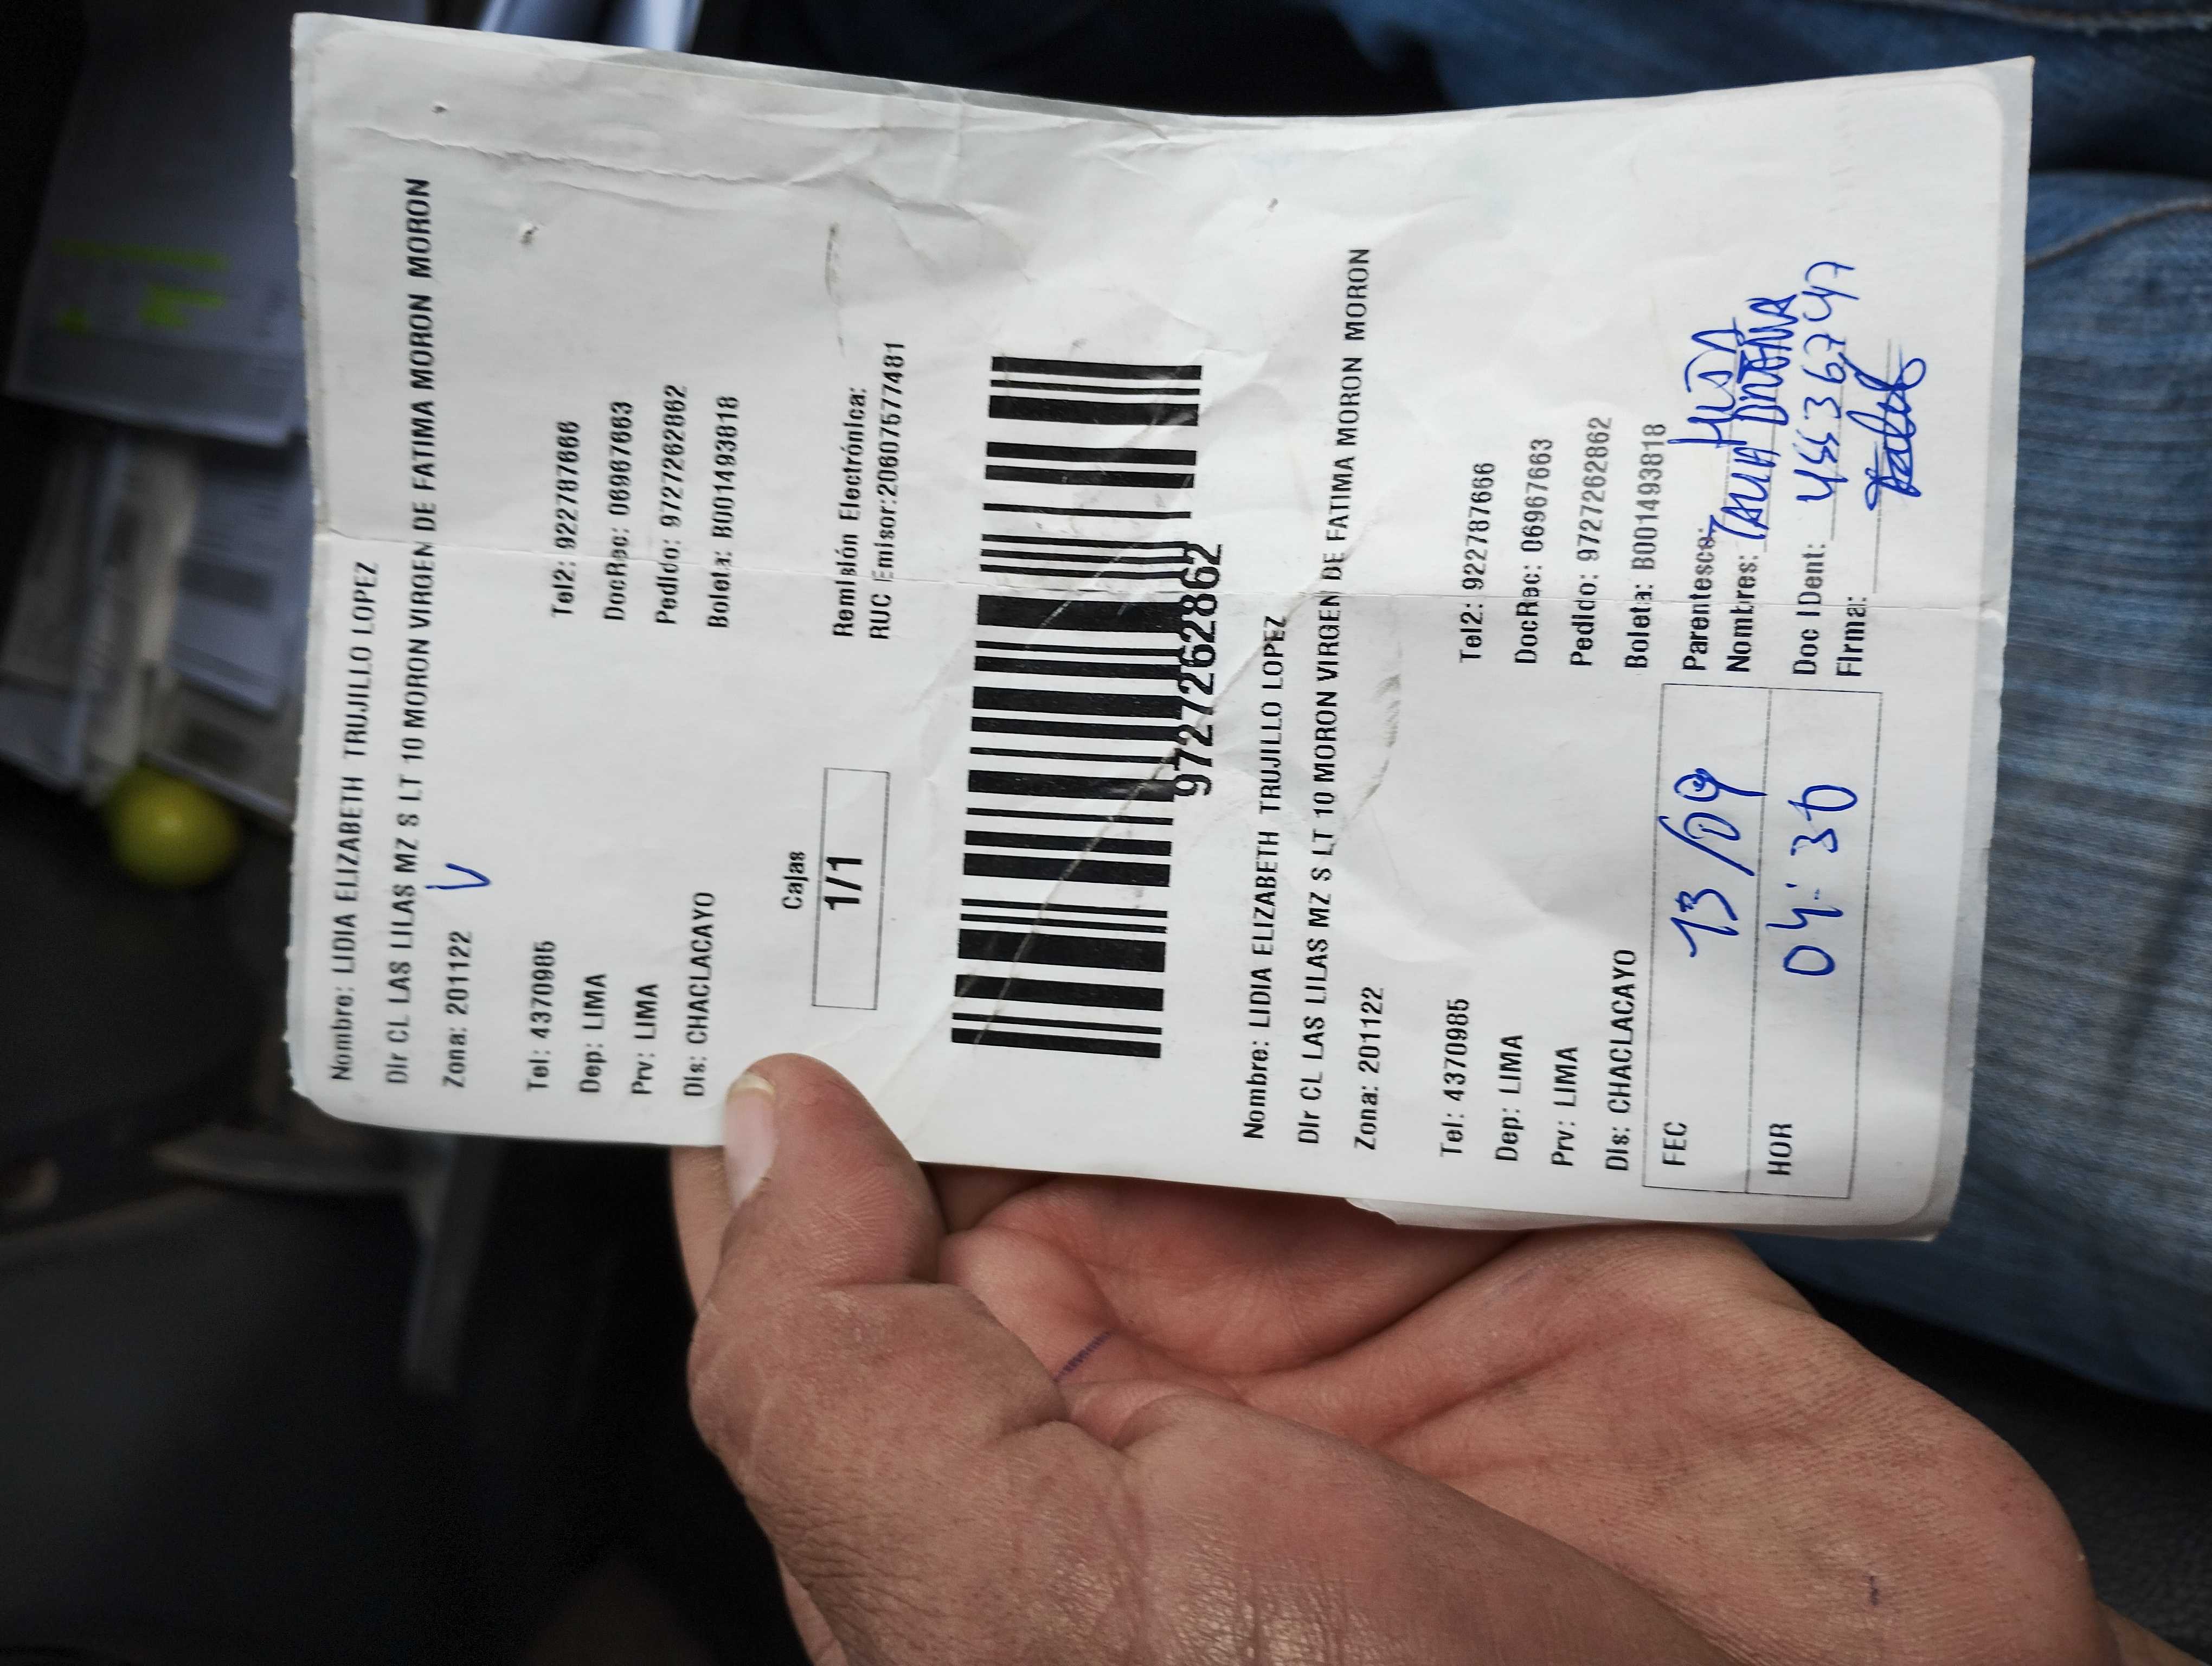 Nombre: LIDIA ELIZABETH TRUJILLO LOPEZ
Dir CL LAS LILAS MZ S LT 10 MORON VIRGEN DE FATIMA MORON MORON
Zona: 201122
Tel: 4370985 Tel2: 922787666
Dep: LIMA DocRec: 06967663
Prv: LIMA Pedido: 9727262862
Dis: CHACLACAYO Boleta: B001493818
Cajas
1/1
Remisión Electrónica:
RUC Emisor:20607577481
9727262862
Nombre: LIDIA ELIZABETH TRUJILLO LOPEZ
Dir CL LAS LILAS MZ S LT 10 MORON VIRGEN DE FATIMA MORON MORON
Zona: 201122
Tel: 4370985 Tel2: 922787666
Dep: LIMA DocRec: 06967663
Prv: LIMA Pedido: 9727262862
Dis: CHACLACAYO Boleta: B001493818
FEC 13/09 Parentesco:
Nombres:
HOR 04:30 Doc IDent: 45536747
Firma: